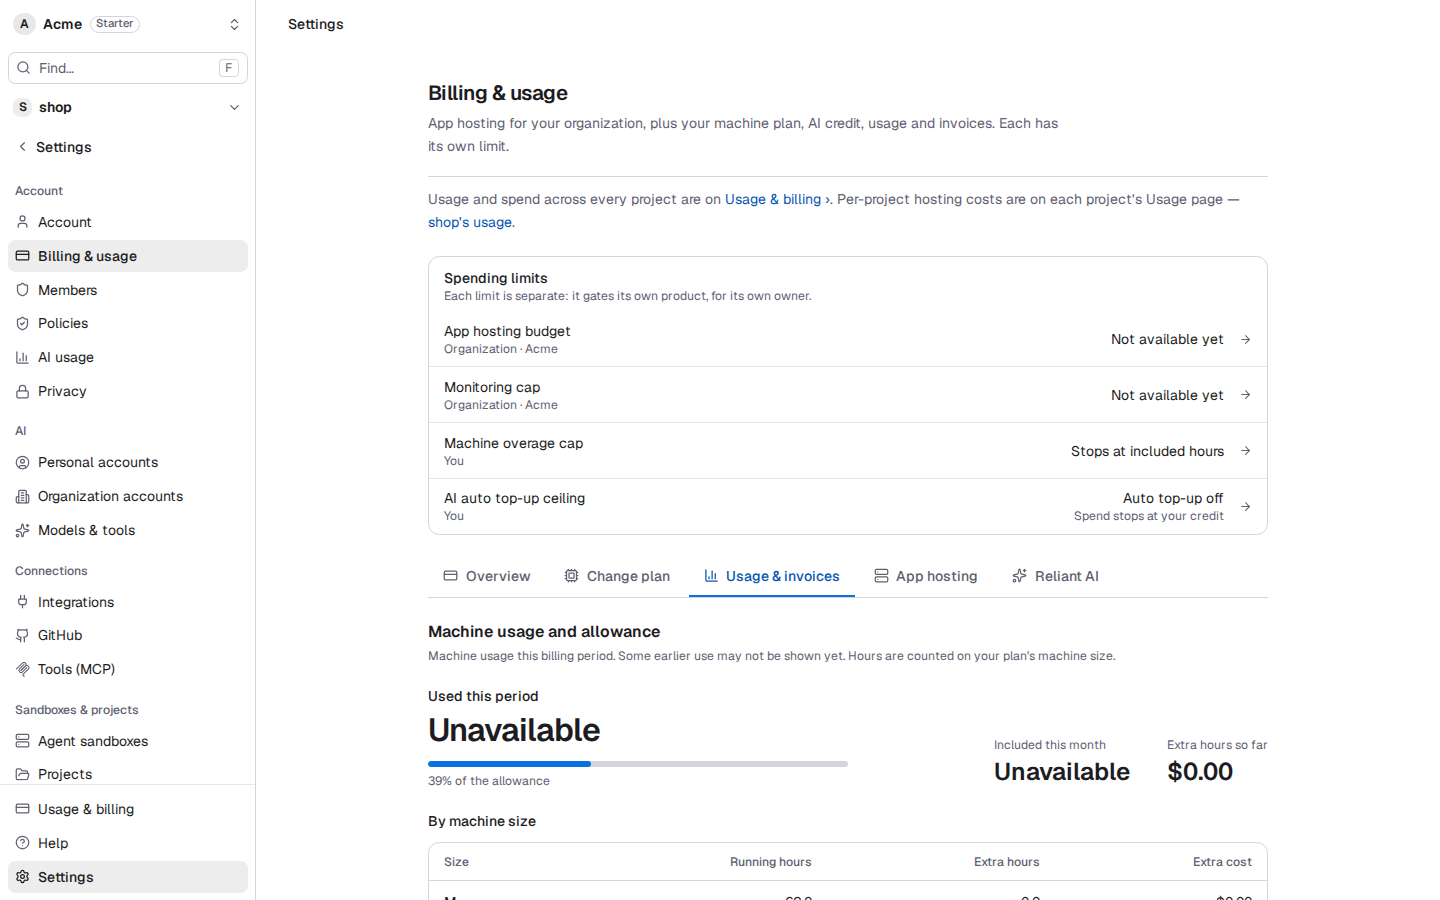 A Acme Starter
Find... F
S shop
Settings
Account
Account
Billing & usage
Members
Policies
AI usage
Privacy
AI
Personal accounts
Organization accounts
Models & tools
Connections
Integrations
GitHub
Tools (MCP)
Sandboxes & projects
Agent sandboxes
Projects
Usage & billing
Help
Settings
Settings
Billing & usage
App hosting for your organization, plus your machine plan, AI credit, usage and invoices. Each has
its own limit.
Usage and spend across every project are on Usage & billing ›. Per-project hosting costs are on each project's Usage page —
shop's usage.
Spending limits
Each limit is separate: it gates its own product, for its own owner.
App hosting budget
Organization · Acme
Not available yet →
Monitoring cap
Organization · Acme
Not available yet →
Machine overage cap
You
Stops at included hours →
AI auto top-up ceiling
You
Auto top-up off
Spend stops at your credit →
Overview Change plan Usage & invoices App hosting Reliant AI
Machine usage and allowance
Machine usage this billing period. Some earlier use may not be shown yet. Hours are counted on your plan's machine size.
Used this period
Unavailable
39% of the allowance
Included this month
Unavailable
Extra hours so far
$0.00
By machine size
Size Running hours Extra hours Extra cost